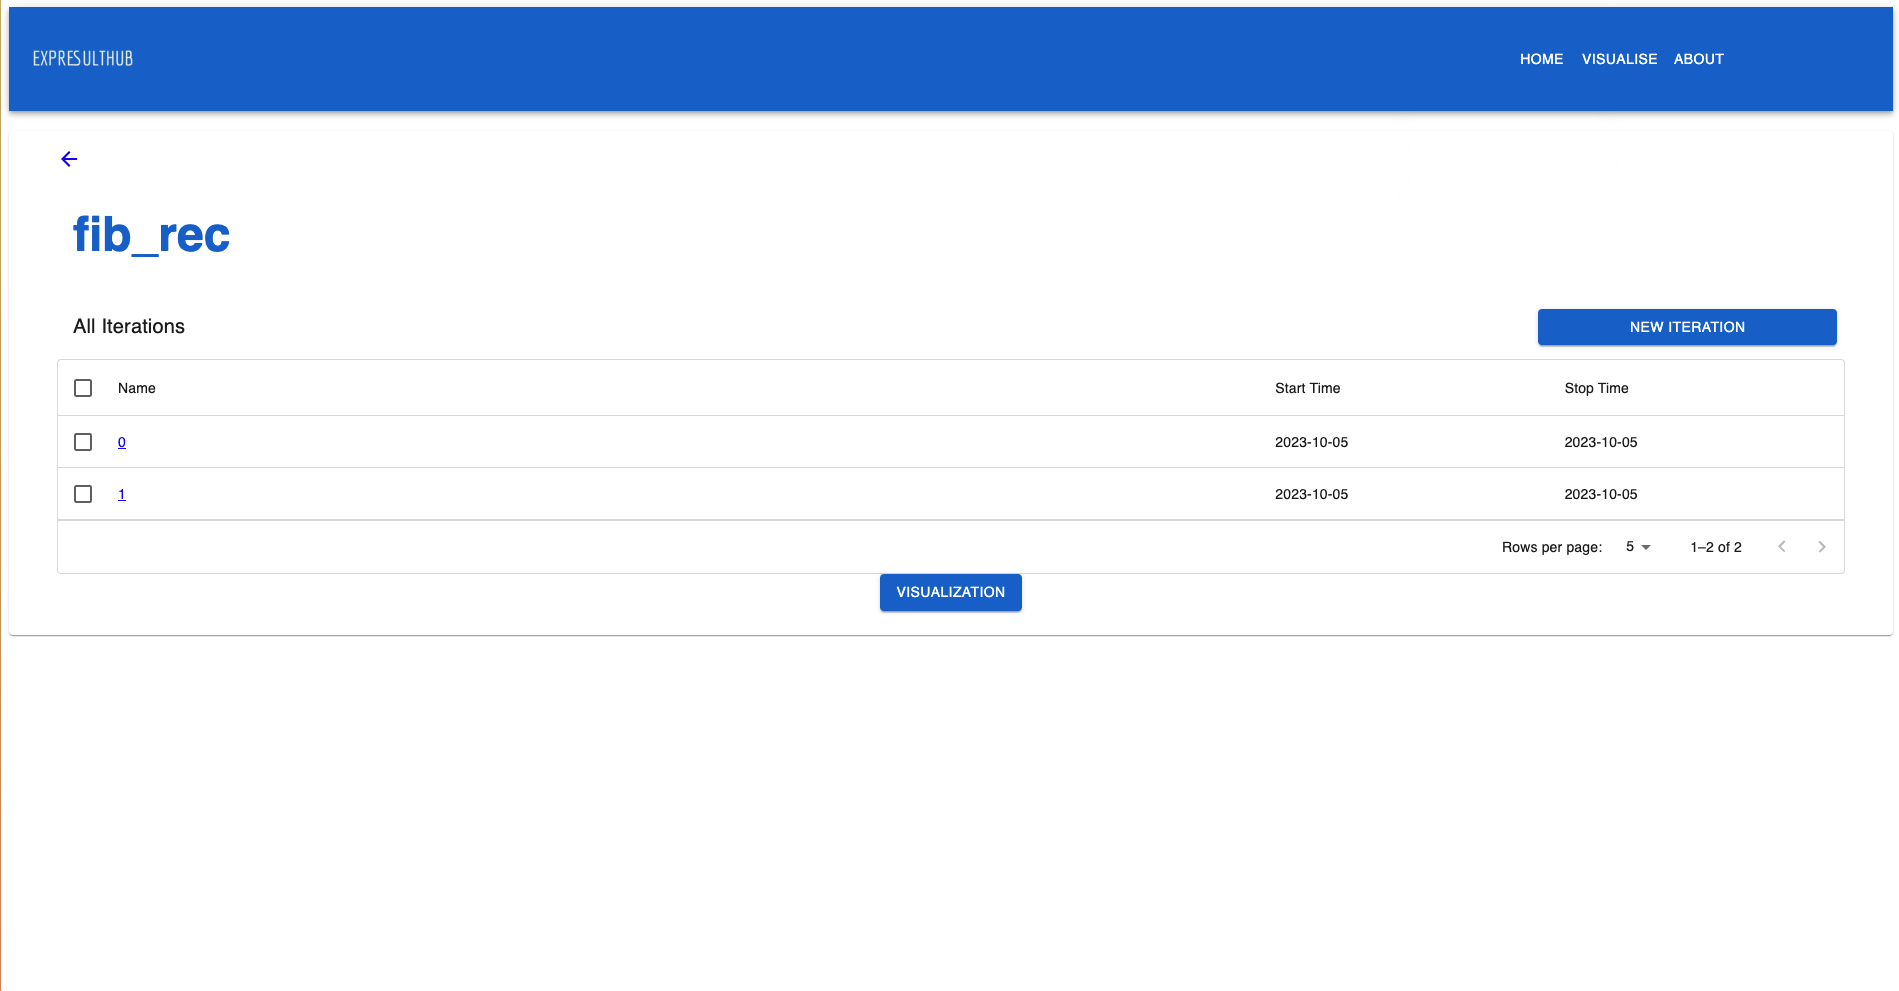 EXPRESULTHUB
HOME VISUALISE ABOUT
fib_rec
All Iterations
NEW ITERATION
Name Start Time Stop Time
0 2023-10-05 2023-10-05
1 2023-10-05 2023-10-05
Rows per page: 5 1–2 of 2
VISUALIZATION